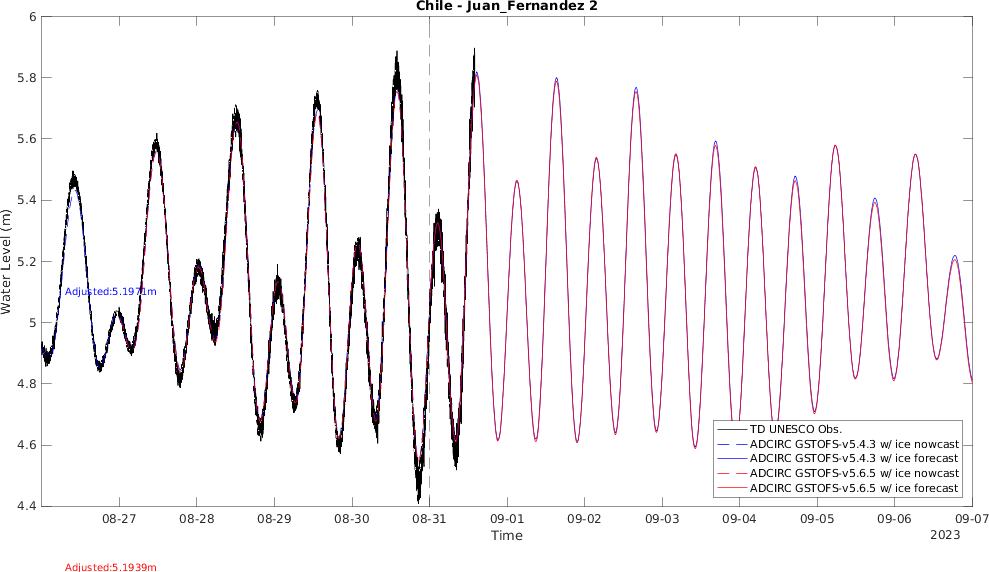 Chile - Juan_Fernandez 2
6
5.8
5.6
5.4
5.2
5
4.8
4.6
4.4
Water Level (m)
Adjusted:5.1971m
TD UNESCO Obs.
ADCIRC GSTOFS-v5.4.3 w/ ice nowcast
ADCIRC GSTOFS-v5.4.3 w/ ice forecast
ADCIRC GSTOFS-v5.6.5 w/ ice nowcast
ADCIRC GSTOFS-v5.6.5 w/ ice forecast
08-27 08-28 08-29 08-30 08-31 09-01 09-02 09-03 09-04 09-05 09-06 09-07
Time
2023
Adjusted:5.1939m